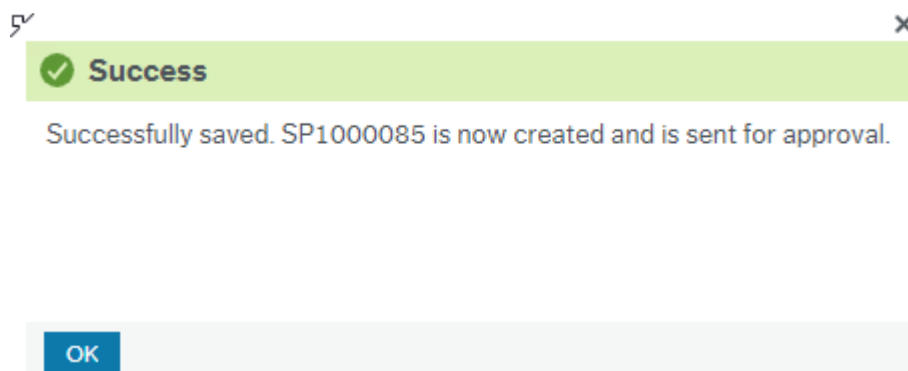 Success
Successfully saved. SP1000085 is now created and is sent for approval.
OK